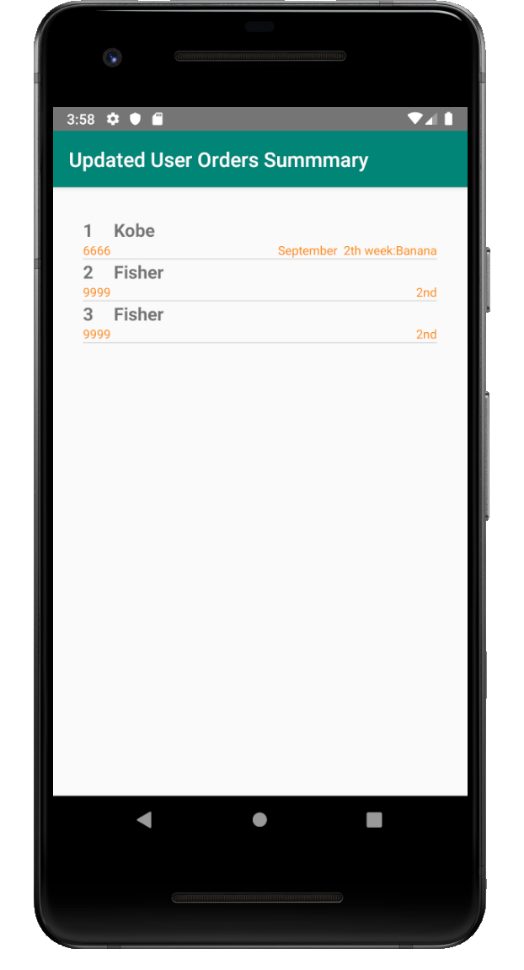 3:58
Updated User Orders Summmary
1 Kobe
6666 September 2th week:Banana
2 Fisher
9999 2nd
3 Fisher
9999 2nd